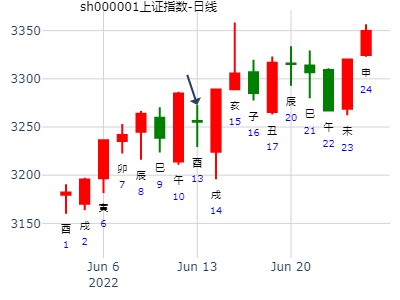 sh000001上证指数-日线
3350
3300
3250
3200
3150
酉
1
戌
2
寅
6
卯
7
辰
8
巳
9
午
10
酉
13
戌
14
亥
15
子
16
丑
17
辰
20
巳
21
午
22
未
23
申
24
Jun 6
2022
Jun 13
Jun 20